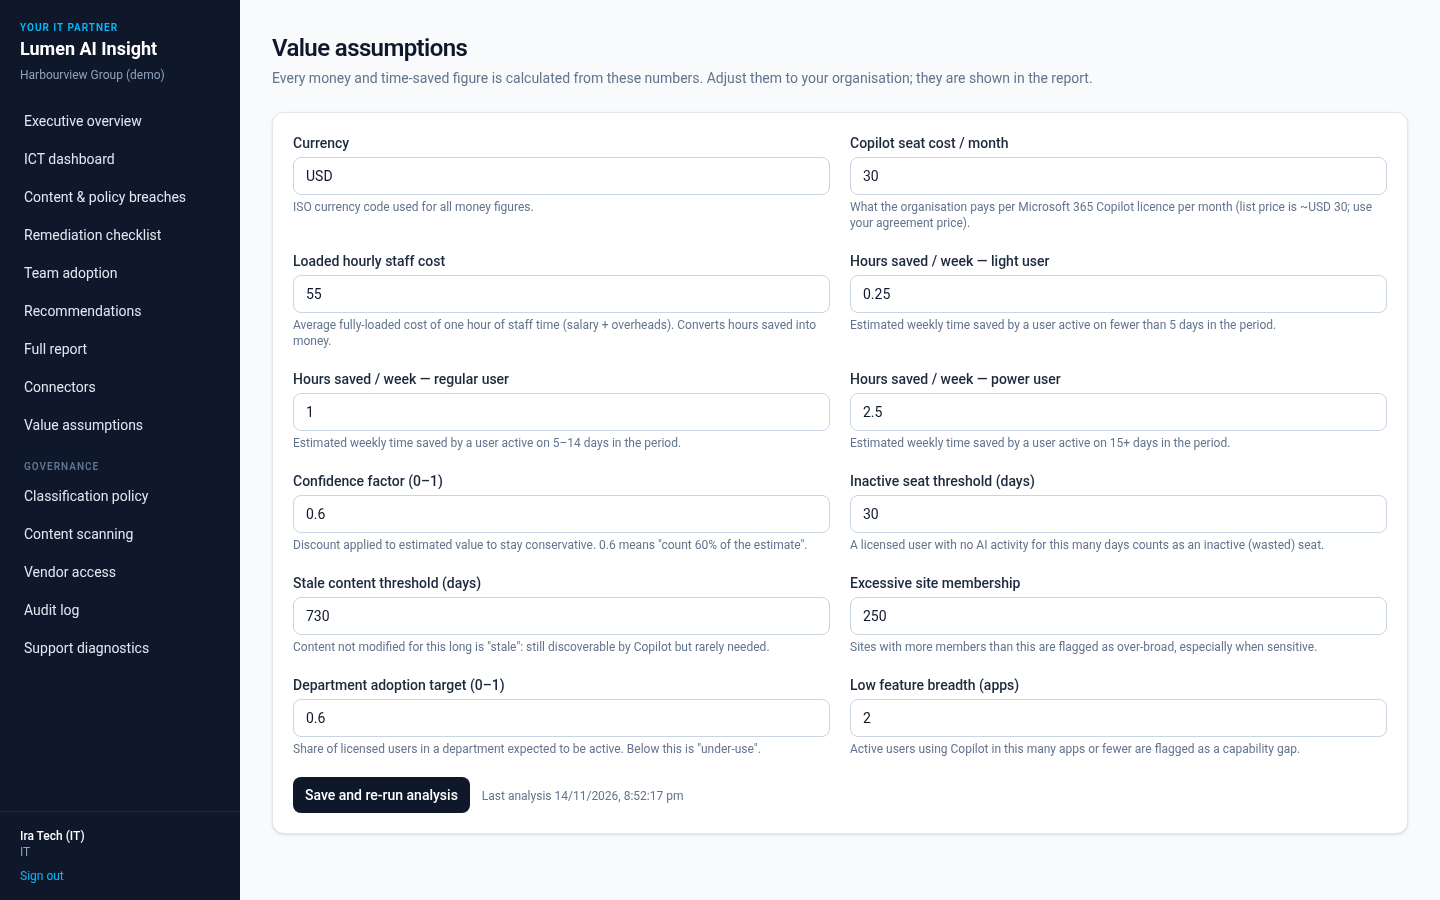 YOUR IT PARTNER
Lumen AI Insight
Harbourview Group (demo)
Executive overview
ICT dashboard
Content & policy breaches
Remediation checklist
Team adoption
Recommendations
Full report
Connectors
Value assumptions
GOVERNANCE
Classification policy
Content scanning
Vendor access
Audit log
Support diagnostics
Ira Tech (IT)
IT
Sign out
Value assumptions
Every money and time-saved figure is calculated from these numbers. Adjust them to your organisation; they are shown in the report.
Currency
USD
ISO currency code used for all money figures.
Copilot seat cost / month
30
What the organisation pays per Microsoft 365 Copilot licence per month (list price is ~USD 30; use
your agreement price).
Loaded hourly staff cost
55
Average fully-loaded cost of one hour of staff time (salary + overheads). Converts hours saved into
money.
Hours saved / week — light user
0.25
Estimated weekly time saved by a user active on fewer than 5 days in the period.
Hours saved / week — regular user
1
Estimated weekly time saved by a user active on 5–14 days in the period.
Hours saved / week — power user
2.5
Estimated weekly time saved by a user active on 15+ days in the period.
Confidence factor (0–1)
0.6
Discount applied to estimated value to stay conservative. 0.6 means "count 60% of the estimate".
Inactive seat threshold (days)
30
A licensed user with no AI activity for this many days counts as an inactive (wasted) seat.
Stale content threshold (days)
730
Content not modified for this long is "stale": still discoverable by Copilot but rarely needed.
Excessive site membership
250
Sites with more members than this are flagged as over-broad, especially when sensitive.
Department adoption target (0–1)
0.6
Share of licensed users in a department expected to be active. Below this is "under-use".
Low feature breadth (apps)
2
Active users using Copilot in this many apps or fewer are flagged as a capability gap.
Save and re-run analysis
Last analysis 14/11/2026, 8:52:17 pm